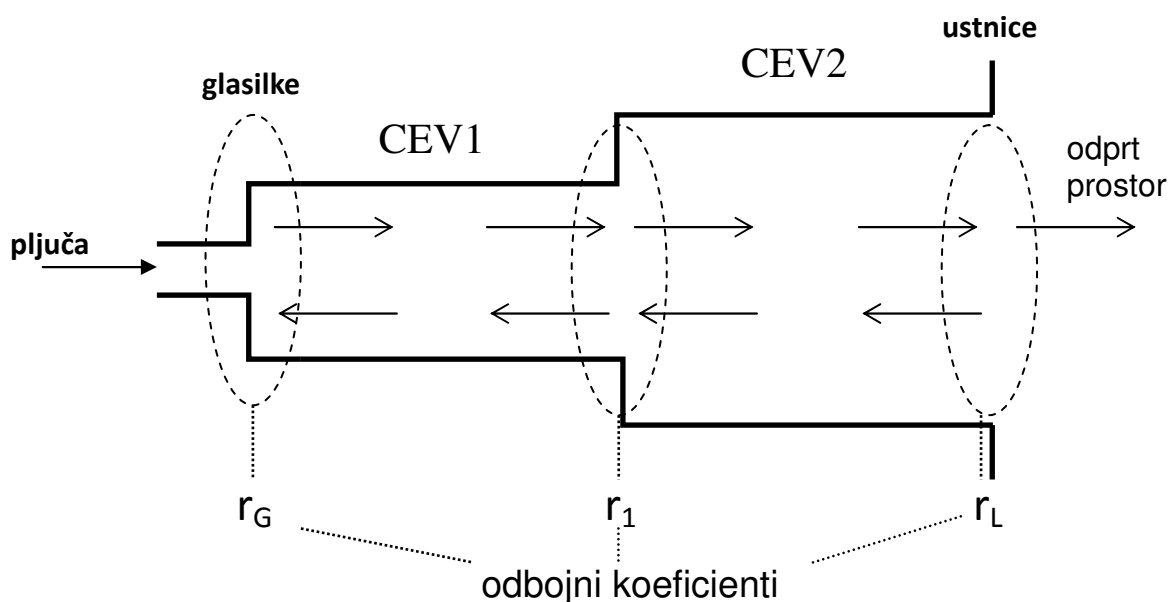 ustnice
CEV2
glasilke
CEV1
odprt
prostor
pljuča
r_G r_1 r_L
odbojni koeficienti